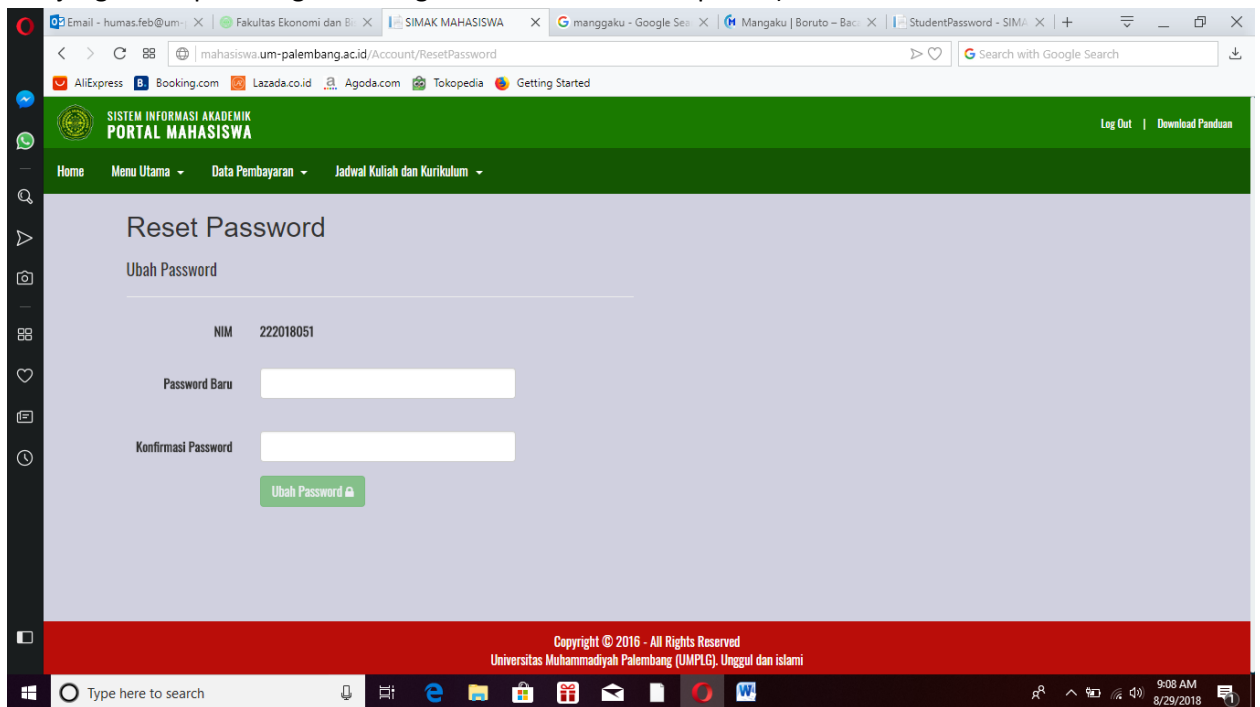 Email - humas.feb@um-p
Fakultas Ekonomi dan Bis
SIMAK MAHASISWA
manggaku - Google Sea
Mangaku | Boruto – Baca
StudentPassword - SIMA
mahasiswa.um-palembang.ac.id/Account/ResetPassword
Search with Google Search
AliExpress
B. Booking.com
Lazada.co.id
a Agoda.com
Tokopedia
Getting Started
SISTEM INFORMASI AKADEMIK
PORTAL MAHASISWA
Log Out | Download Panduan
Home
Menu Utama
Data Pembayaran
Jadwal Kuliah dan Kurikulum
Reset Password
Ubah Password
NIM 222018051
Password Baru
Konfirmasi Password
Ubah Password
Copyright © 2016 - All Rights Reserved
Universitas Muhammadiyah Palembang (UMPLG). Unggul dan islami
Type here to search
9:08 AM
8/29/2018